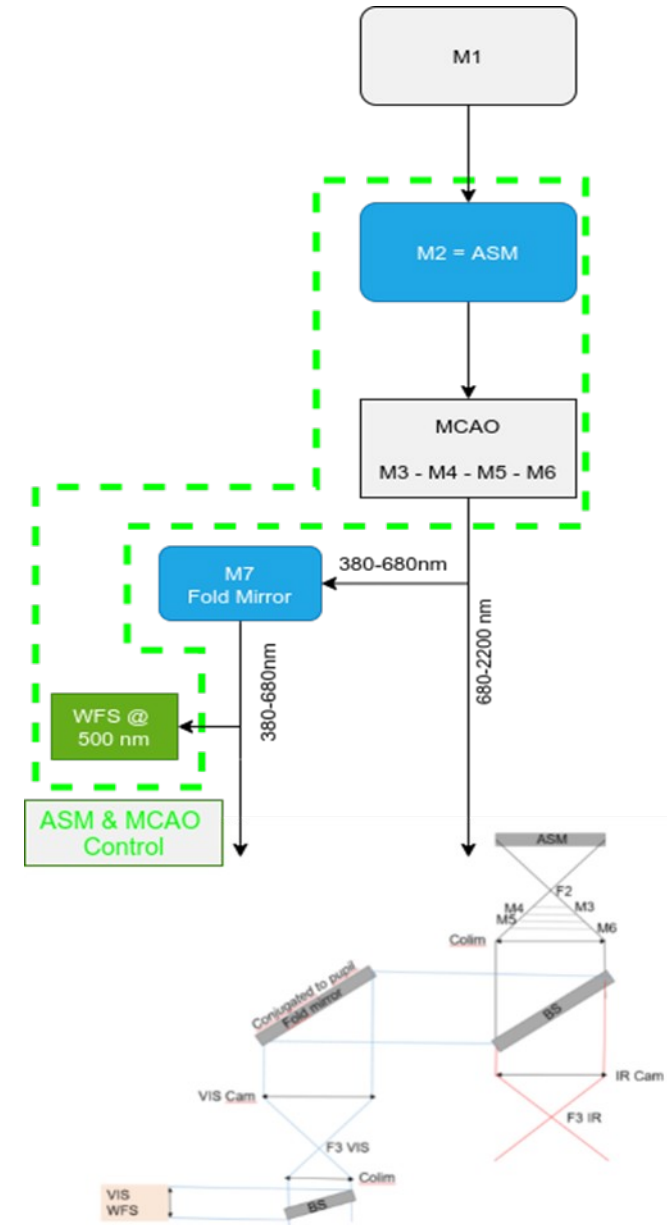 M1
M2 = ASM
MCAO
M3 - M4 - M5 - M6
380-680nm
M7
Fold Mirror
680-2200 nm
380-680nm
WFS @
500 nm
ASM & MCAO
Control
ASM
F2
M4
M3
M5
M6
Colim
BS
Conjugated to pupil
Fold mirror
IR Cam
VIS Cam
F3 IR
F3 VIS
Colim
VIS
WFS
BS